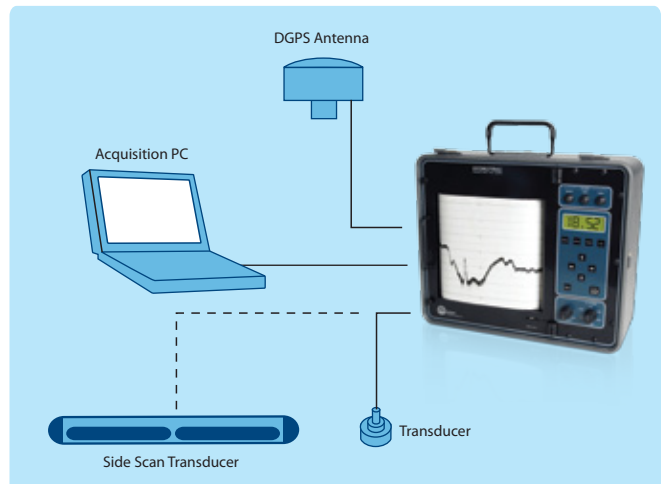 DGPS Antenna
Acquisition PC
18.52
Transducer
Side Scan Transducer